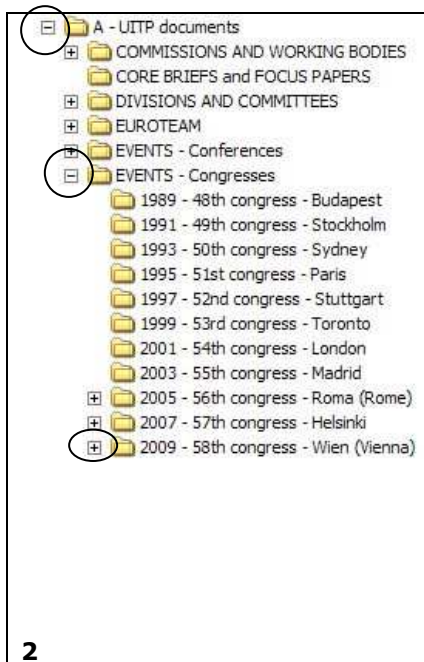 A - UITP documents
COMMISSIONS AND WORKING BODIES
CORE BRIEFS and FOCUS PAPERS
DIVISIONS AND COMMITTEES
EUROTEAM
EVENTS - Conferences
EVENTS - Congresses
1989 - 48th congress - Budapest
1991 - 49th congress - Stockholm
1993 - 50th congress - Sydney
1995 - 51st congress - Paris
1997 - 52nd congress - Stuttgart
1999 - 53rd congress - Toronto
2001 - 54th congress - London
2003 - 55th congress - Madrid
2005 - 56th congress - Roma (Rome)
2007 - 57th congress - Helsinki
2009 - 58th congress - Wien (Vienna)
2